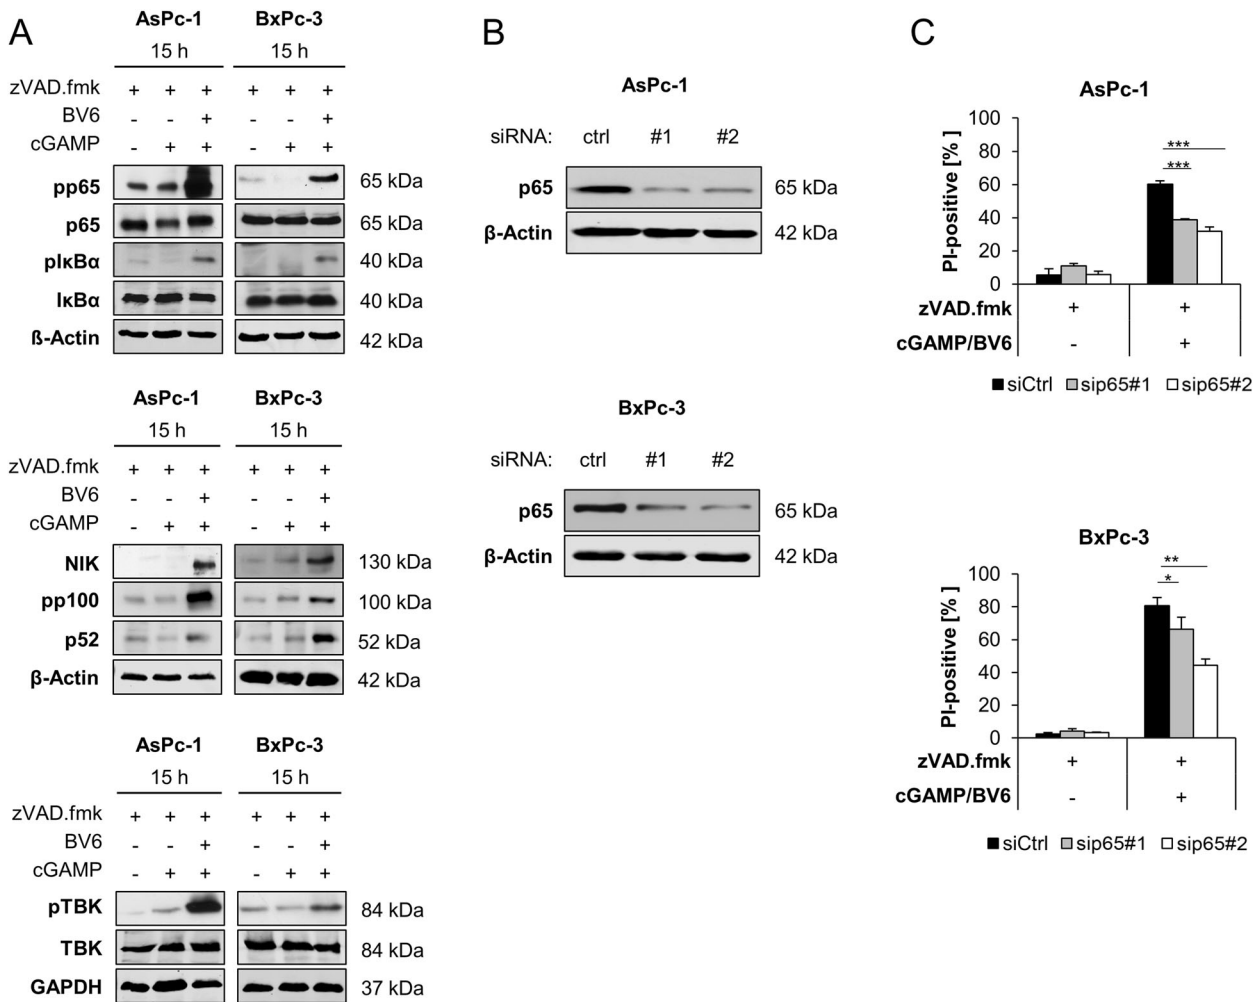 A
AsPc-1 BxPc-3
15 h 15 h
zVAD.fmk + + + + + +
BV6 - - + - - +
cGAMP - + + - + +
pp65 65 kDa
p65 65 kDa
pIκBα 40 kDa
IκBα 40 kDa
ß-Actin 42 kDa
AsPc-1 BxPc-3
15 h 15 h
zVAD.fmk + + + + + +
BV6 - - + - - +
cGAMP - + + - + +
NIK 130 kDa
pp100 100 kDa
p52 52 kDa
β-Actin 42 kDa
AsPc-1 BxPc-3
15 h 15 h
zVAD.fmk + + + + + +
BV6 - - + - - +
cGAMP - + + - + +
pTBK 84 kDa
TBK 84 kDa
GAPDH 37 kDa
B
AsPc-1
siRNA: ctrl #1 #2
p65 65 kDa
β-Actin 42 kDa
BxPc-3
siRNA: ctrl #1 #2
p65 65 kDa
β-Actin 42 kDa
C
AsPc-1
PI-positive [% ]
100
80
60
40
20
0
***
***
zVAD.fmk + +
cGAMP/BV6 - +
siCtrl sip65#1 sip65#2
BxPc-3
PI-positive [% ]
100
80
60
40
20
0
**
*
zVAD.fmk + +
cGAMP/BV6 - +
siCtrl sip65#1 sip65#2